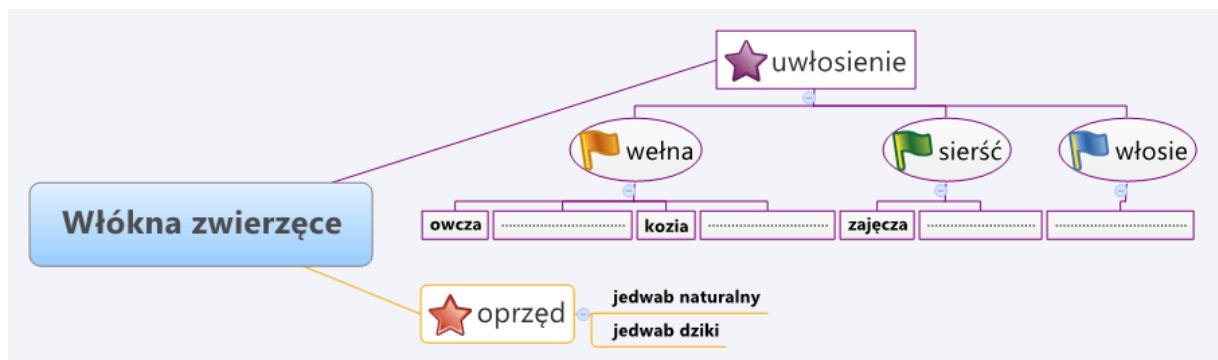 uwłosienie
wełna
sierść
włosie
Włókna zwierzęce
owcza
....................................
kozia
..................................
zajęcza
.............................
....................................
oprzęd
jedwab naturalny
jedwab dziki